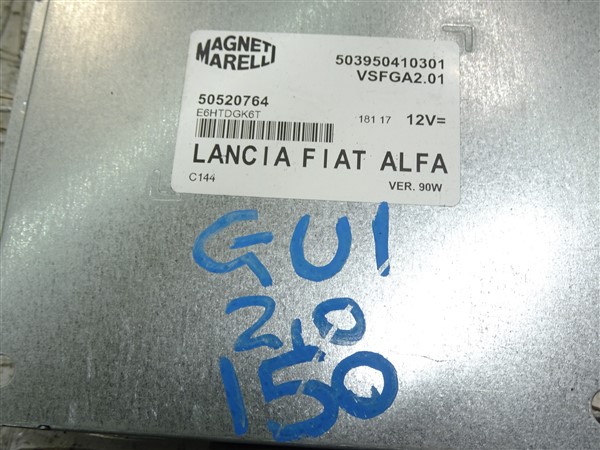 MAGNETI
MARELLI
503950410301
VSFGA2.01
50520764
E6HTDGK6T
181 17 12V=
LANCIA FIAT ALFA
C144 VER. 90W
GUI
2,0
150